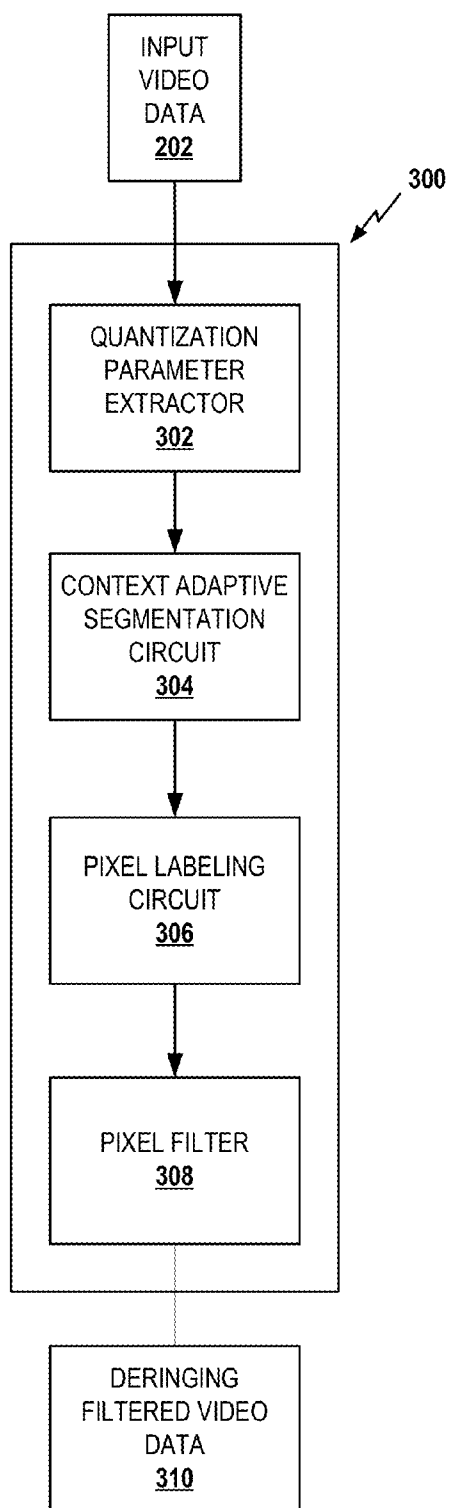 INPUT
VIDEO
DATA
202
300
QUANTIZATION
PARAMETER
EXTRACTOR
302
CONTEXT ADAPTIVE
SEGMENTATION
CIRCUIT
304
PIXEL LABELING
CIRCUIT
306
PIXEL FILTER
308
DERINGING
FILTERED VIDEO
DATA
310